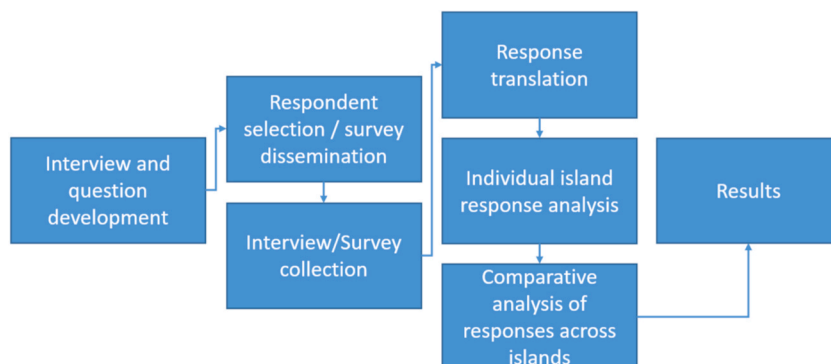 Interview and
question
development
Respondent
selection / survey
dissemination
Interview/Survey
collection
Response
translation
Individual island
response analysis
Comparative
analysis of
responses across
islands
Results